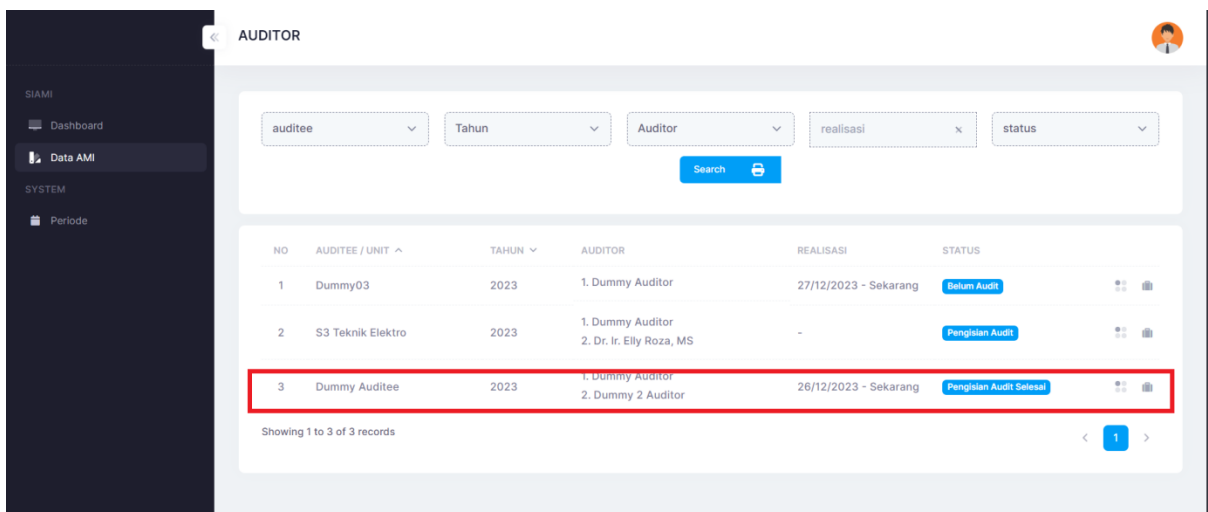 AUDITOR
SIAMI
Dashboard
Data AMI
SYSTEM
Periode
auditee
Tahun
Auditor
realisasi
status
Search
NO AUDITEE / UNIT TAHUN AUDITOR REALISASI STATUS
1 Dummy03 2023 1. Dummy Auditor 27/12/2023 - Sekarang Belum Audit
2 S3 Teknik Elektro 2023 1. Dummy Auditor - Pengisian Audit
2. Dr. Ir. Elly Roza, MS
3 Dummy Auditee 2023 1. Dummy Auditor 26/12/2023 - Sekarang Pengisian Audit Selesai
2. Dummy 2 Auditor
Showing 1 to 3 of 3 records
1